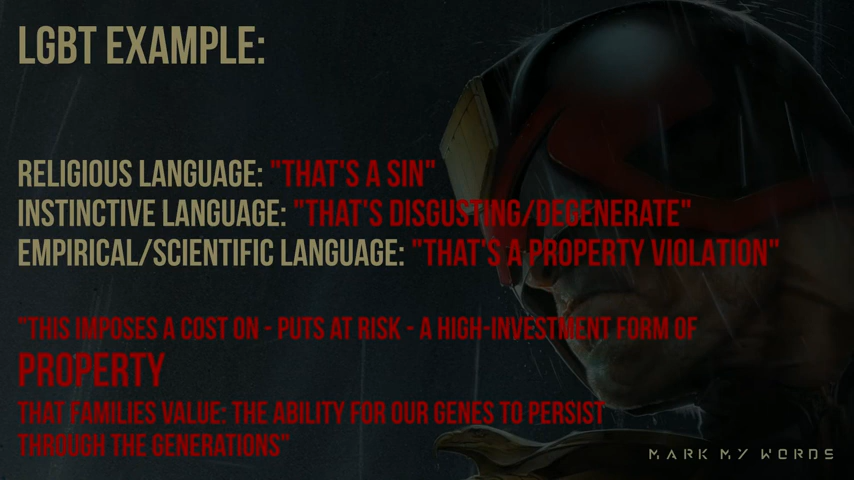 LGBT EXAMPLE:
RELIGIOUS LANGUAGE: "THAT'S A SIN"
INSTINCTIVE LANGUAGE: "THAT'S DISGUSTING/DEGENERATE"
EMPIRICAL/SCIENTIFIC LANGUAGE: "THAT'S A PROPERTY VIOLATION"
"THIS IMPOSES A COST ON - PUTS AT RISK - A HIGH-INVESTMENT FORM OF
PROPERTY
THAT FAMILIES VALUE: THE ABILITY FOR OUR GENES TO PERSIST
THROUGH THE GENERATIONS"
MARK MY WORDS